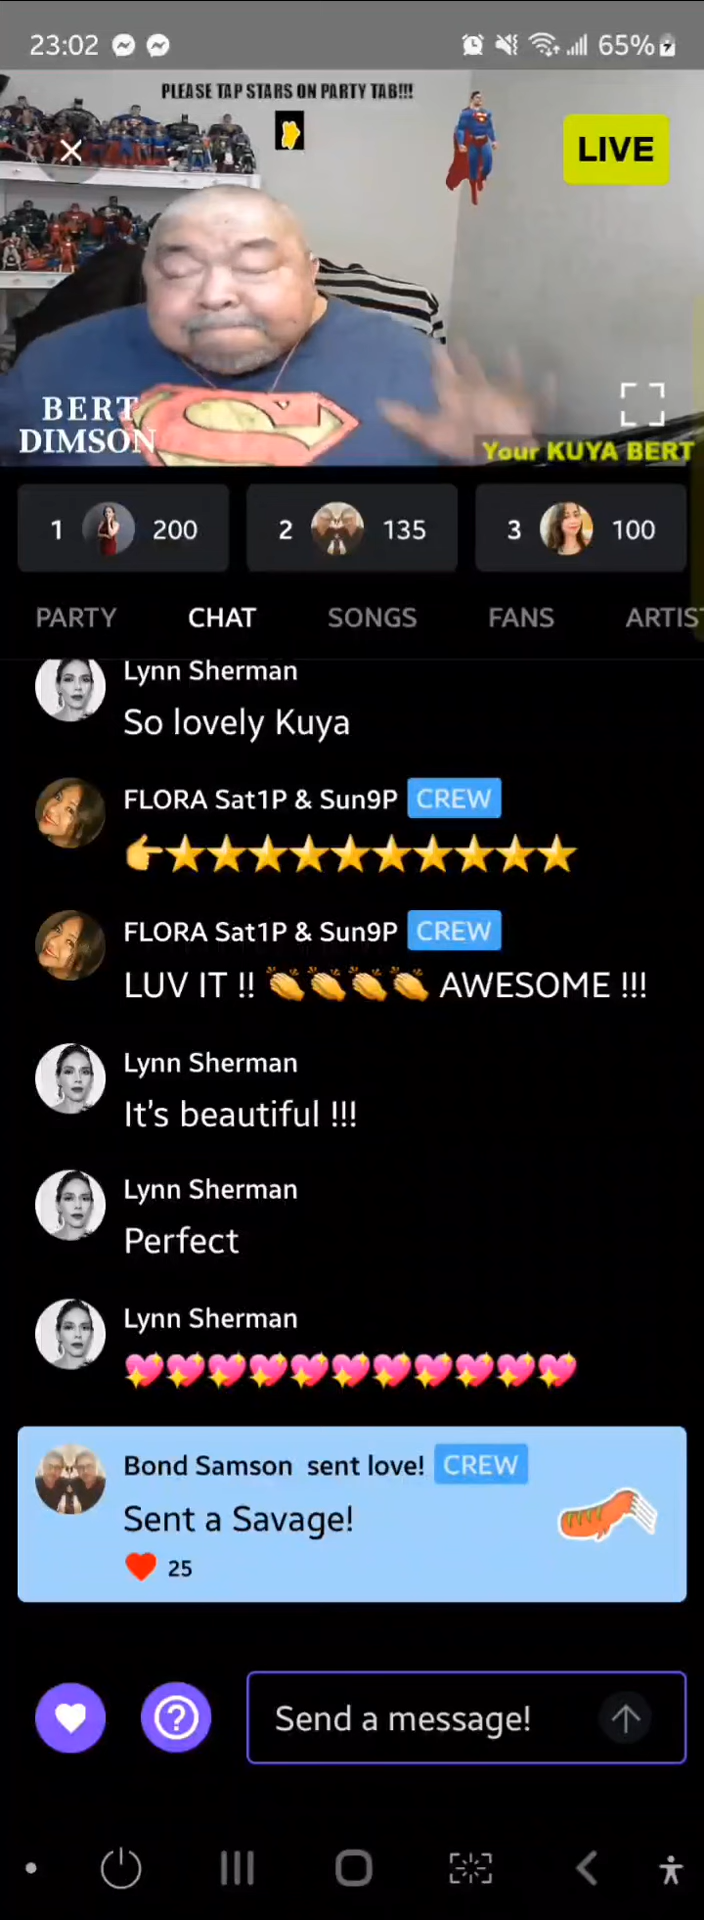 23:02
65%
PLEASE TAP STARS ON PARTY TAB!!!
LIVE
BERT
DIMSON
Your KUYA BERT
1 200
2 135
3 100
PARTY CHAT SONGS FANS ARTIS
Lynn Sherman
So lovely Kuya
FLORA Sat1P & Sun9P CREW
👉⭐⭐⭐⭐⭐⭐⭐⭐⭐⭐
FLORA Sat1P & Sun9P CREW
LUV IT !! 👏👏👏👏 AWESOME !!!
Lynn Sherman
It's beautiful !!!
Lynn Sherman
Perfect
Lynn Sherman
💖💖💖💖💖💖💖💖💖💖💖
Bond Samson sent love! CREW
Sent a Savage!
❤️ 25
Send a message!